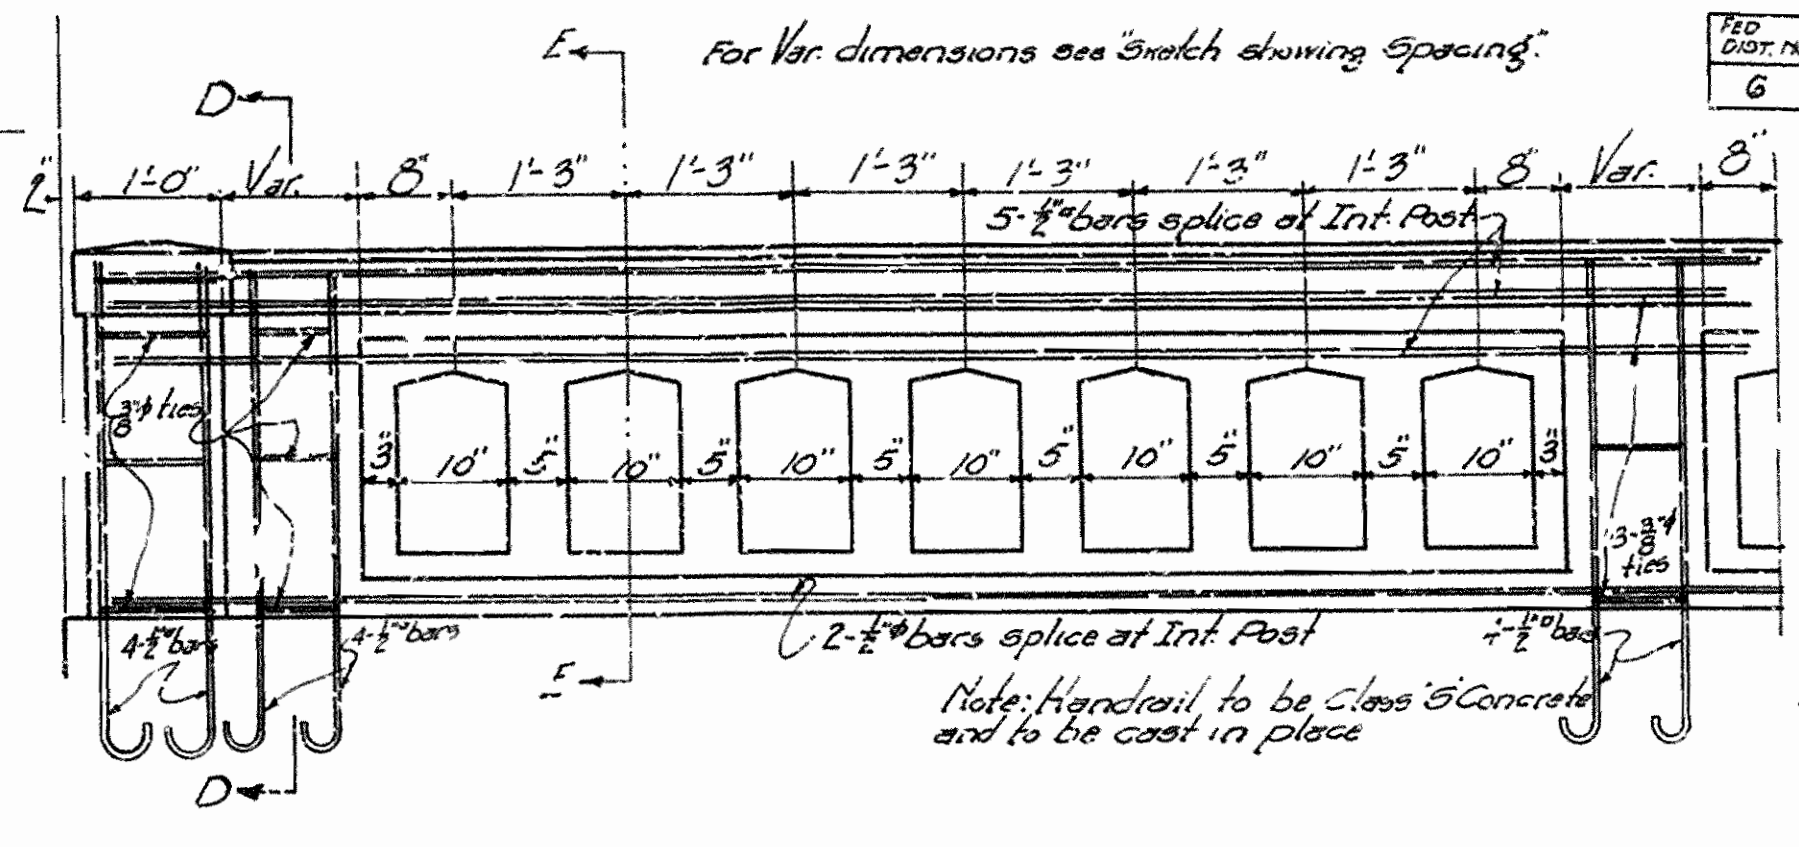 E
For Var. dimensions see "Sketch showing Spacing."
FED
DIST.
6
D
2" 1'-0" Var. 8" 1'-3" 1'-3" 1'-3" 1'-3" 1'-3" 1'-3" 8" Var. 8"
5-½"□ bars splice at Int. Post
⅜"ϕ ties
3" 10" 5" 10" 5" 10" 5" 10" 5" 10" 5" 10" 5" 10" 3"
3-⅜"ϕ
ties
4-½"□ bars
4-½"□ bars
2-½"ϕ bars splice at Int. Post
4-½"□ bars
E
Note: Handrail to be Class "S" Concrete
and to be cast in place
D